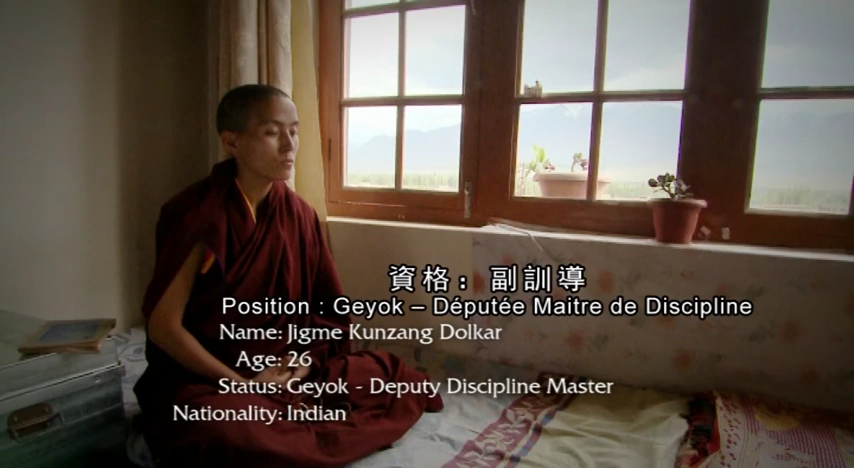 資格：副訓導
Position : Geyok – Députée Maitre de Discipline
Name: Jigme Kunzang Dolkar
Age: 26
Status: Geyok - Deputy Discipline Master
Nationality: Indian